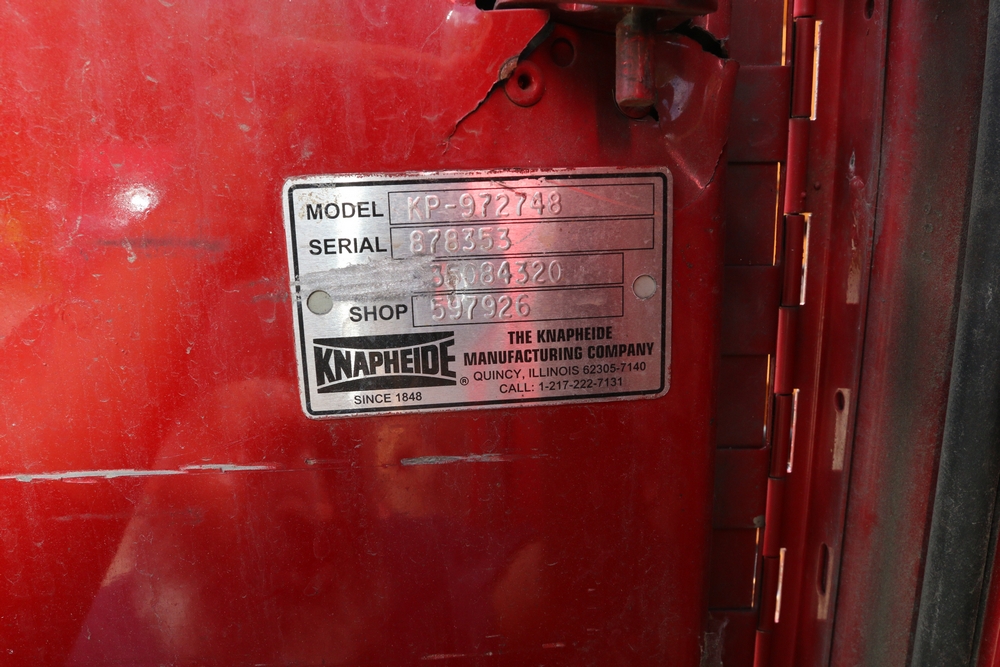 MODEL KP-972748
SERIAL 878353
35084320
SHOP 597926
KNAPHEIDE ®
SINCE 1848
THE KNAPHEIDE
MANUFACTURING COMPANY
QUINCY, ILLINOIS 62305-7140
CALL: 1-217-222-7131